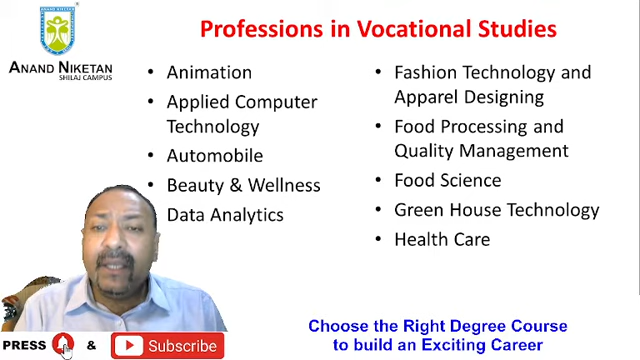 Professions in Vocational Studies
ANAND NIKETAN
SHILAJ CAMPUS
• Animation
• Applied Computer
Technology
• Automobile
• Beauty & Wellness
Data Analytics
• Fashion Technology and
Apparel Designing
• Food Processing and
Quality Management
• Food Science
• Green House Technology
• Health Care
Choose the Right Degree Course
to build an Exciting Career
PRESS & Subscribe